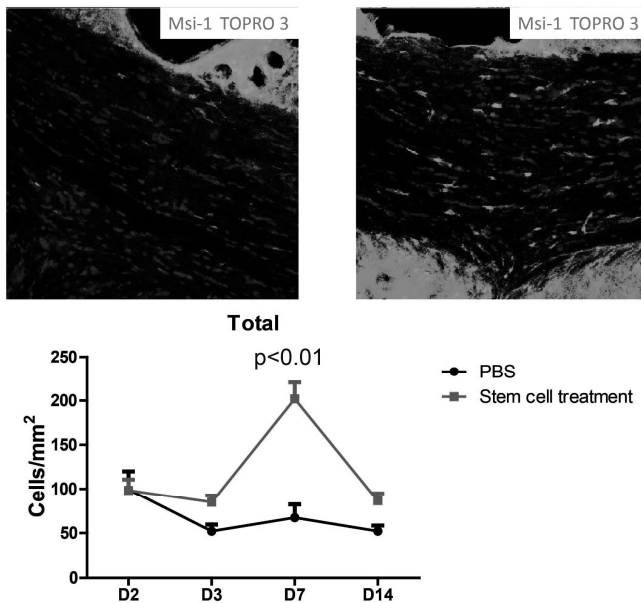 Msi-1 TOPRO 3
Msi-1 TOPRO 3
Total
p<0.01
250
200
150
100
50
0
Cells/mm²
D2 D3 D7 D14
PBS
Stem cell treatment